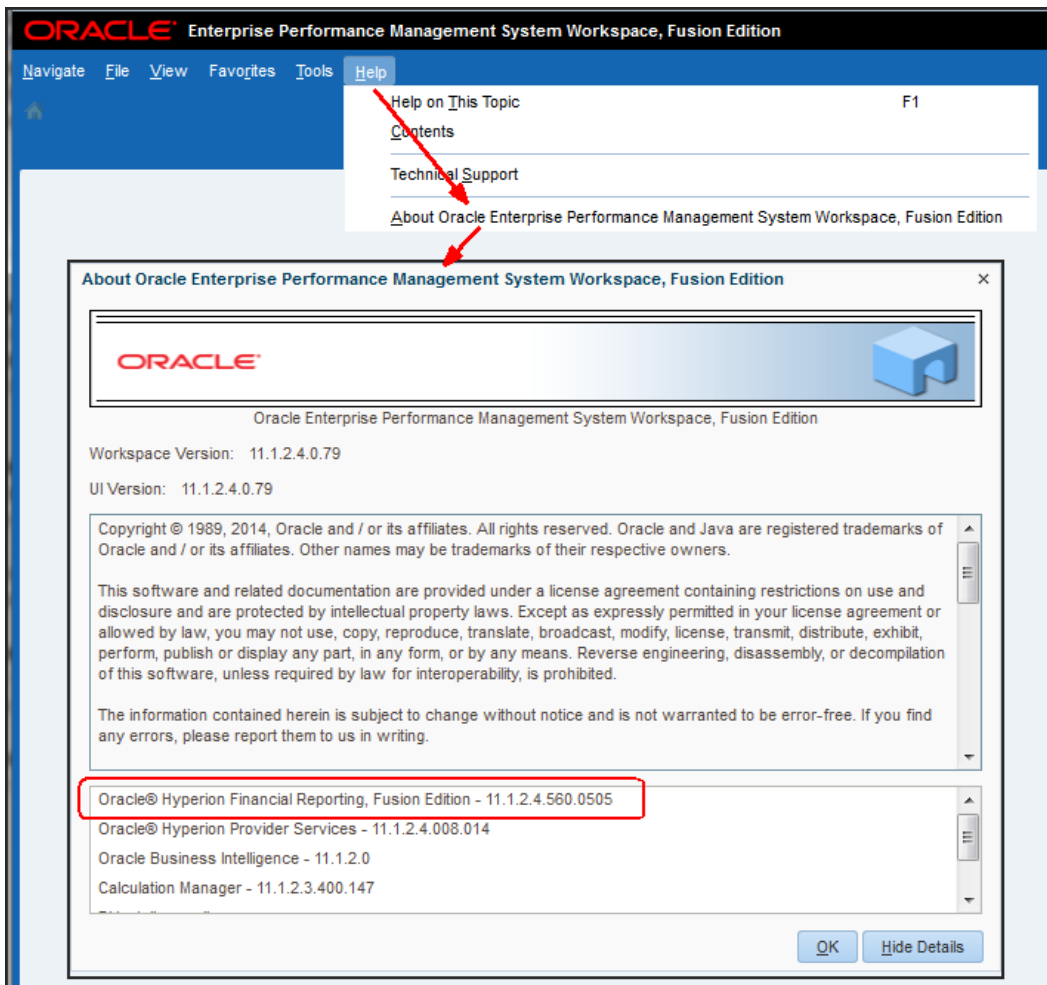 ORACLE® Enterprise Performance Management System Workspace, Fusion Edition
Navigate File View Favorites Tools Help
Help on This Topic F1
Contents
Technical Support
About Oracle Enterprise Performance Management System Workspace, Fusion Edition
About Oracle Enterprise Performance Management System Workspace, Fusion Edition ×
ORACLE®
Oracle Enterprise Performance Management System Workspace, Fusion Edition
Workspace Version: 11.1.2.4.0.79
UI Version: 11.1.2.4.0.79
Copyright © 1989, 2014, Oracle and / or its affiliates. All rights reserved. Oracle and Java are registered trademarks of
Oracle and / or its affiliates. Other names may be trademarks of their respective owners.
This software and related documentation are provided under a license agreement containing restrictions on use and
disclosure and are protected by intellectual property laws. Except as expressly permitted in your license agreement or
allowed by law, you may not use, copy, reproduce, translate, broadcast, modify, license, transmit, distribute, exhibit,
perform, publish or display any part, in any form, or by any means. Reverse engineering, disassembly, or decompilation
of this software, unless required by law for interoperability, is prohibited.
The information contained herein is subject to change without notice and is not warranted to be error-free. If you find
any errors, please report them to us in writing.
Oracle® Hyperion Financial Reporting, Fusion Edition - 11.1.2.4.560.0505
Oracle® Hyperion Provider Services - 11.1.2.4.008.014
Oracle Business Intelligence - 11.1.2.0
Calculation Manager - 11.1.2.3.400.147
OK Hide Details